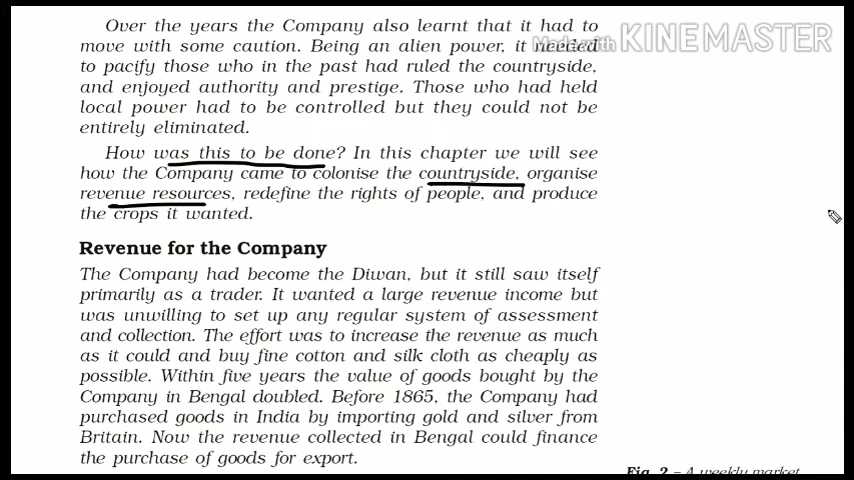 Over the years the Company also learnt that it had to
move with some caution. Being an alien power, it needed
to pacify those who in the past had ruled the countryside,
and enjoyed authority and prestige. Those who had held
local power had to be controlled but they could not be
entirely eliminated.
How was this to be done? In this chapter we will see
how the Company came to colonise the countryside, organise
revenue resources, redefine the rights of people, and produce
the crops it wanted.
Revenue for the Company
The Company had become the Diwan, but it still saw itself
primarily as a trader. It wanted a large revenue income but
was unwilling to set up any regular system of assessment
and collection. The effort was to increase the revenue as much
as it could and buy fine cotton and silk cloth as cheaply as
possible. Within five years the value of goods bought by the
Company in Bengal doubled. Before 1865, the Company had
purchased goods in India by importing gold and silver from
Britain. Now the revenue collected in Bengal could finance
the purchase of goods for export.
Made with KINEMASTER
Fig. 2 – A weekly market